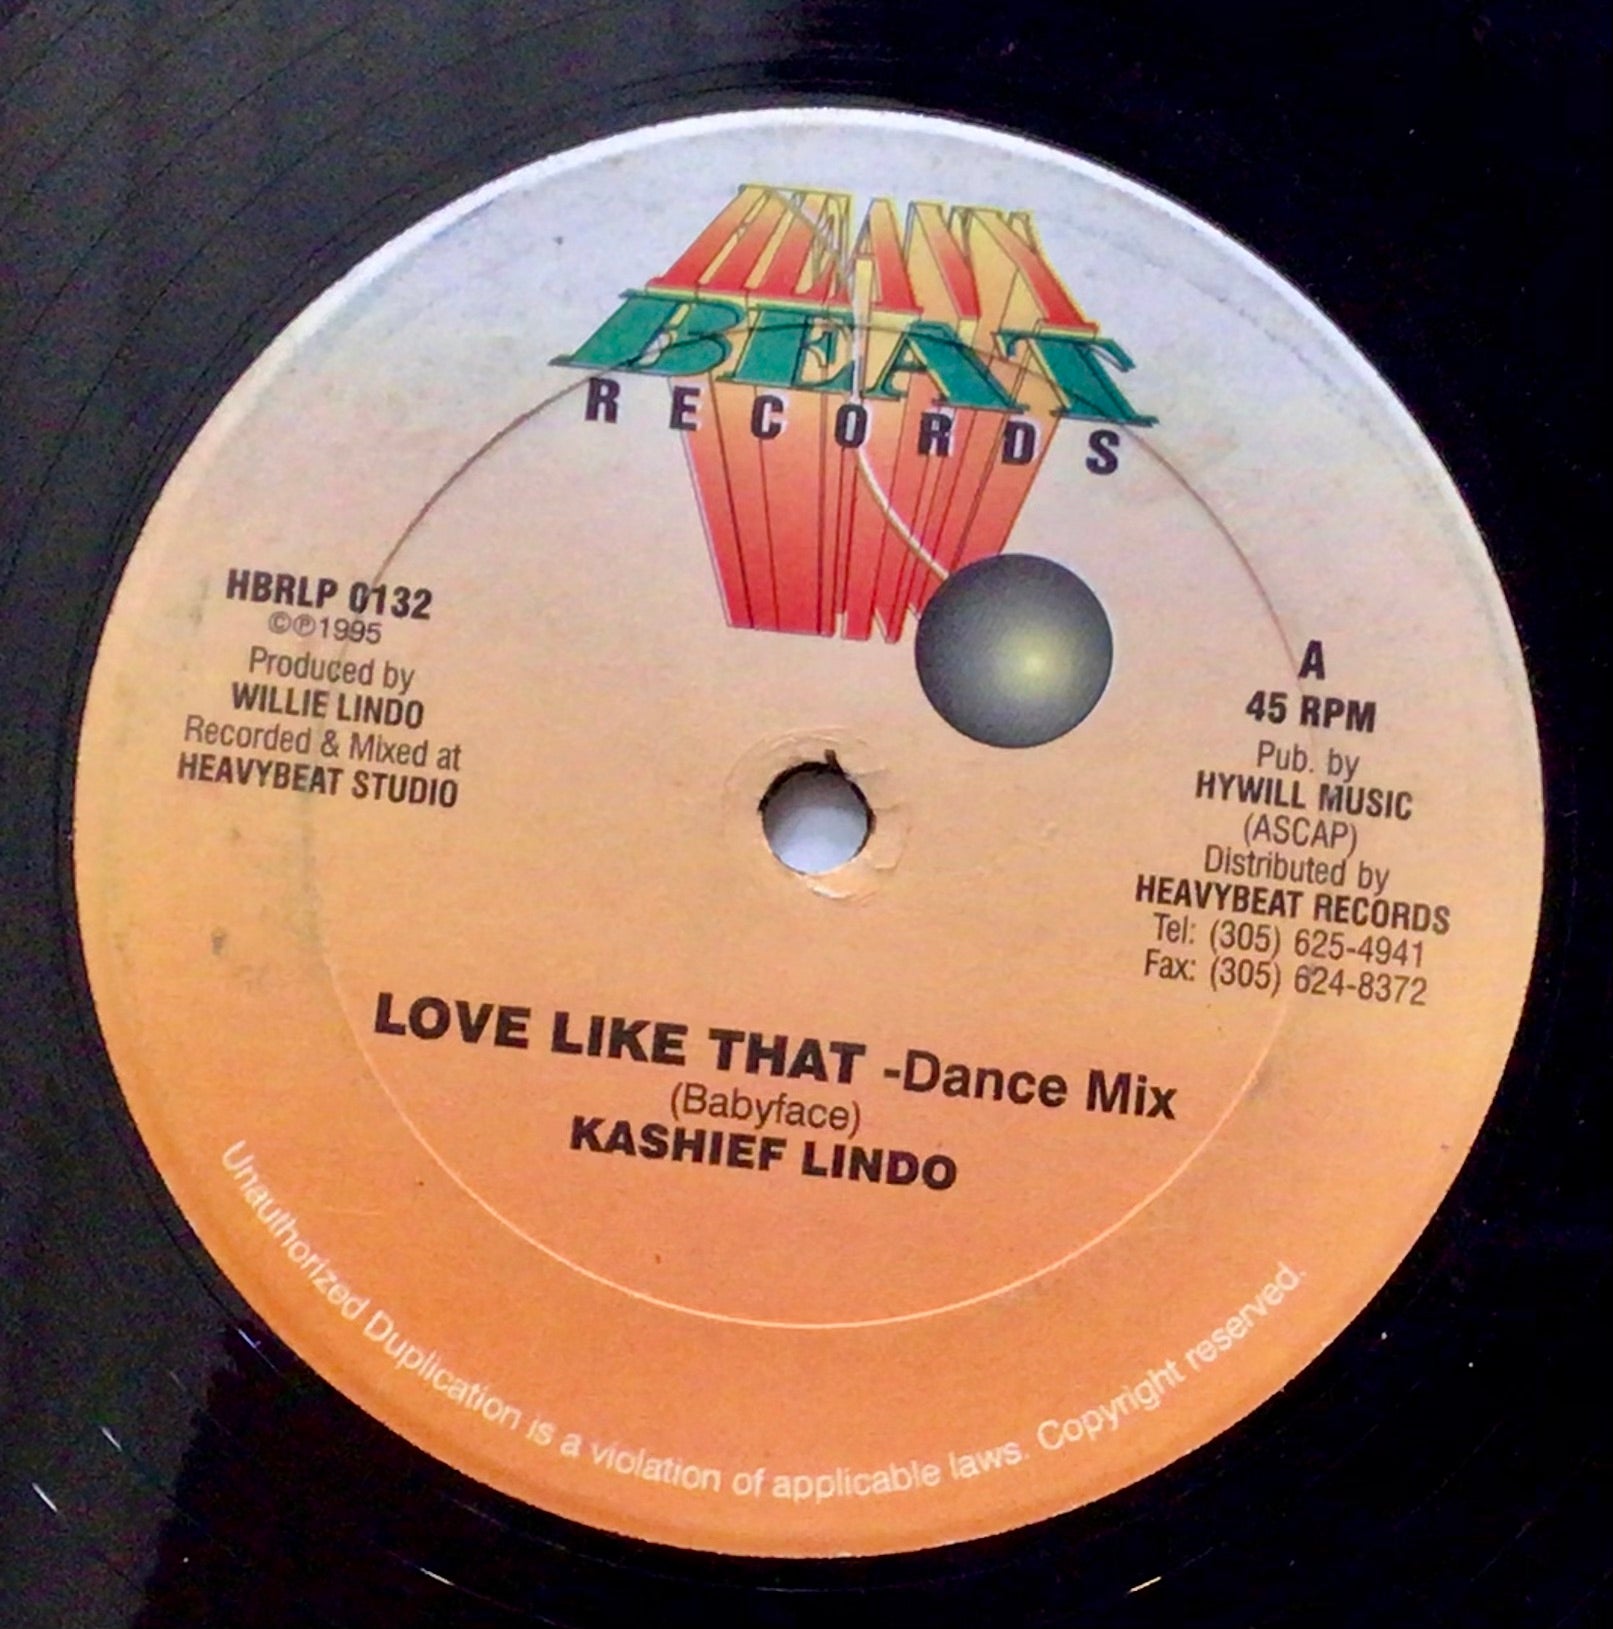 HEAVY
BEAT
RECORDS
HBRLP 0132
©℗1995
Produced by
WILLIE LINDO
Recorded & Mixed at
HEAVYBEAT STUDIO
A
45 RPM
Pub. by
HYWILL MUSIC
(ASCAP)
Distributed by
HEAVYBEAT RECORDS
Tel: (305) 625-4941
Fax: (305) 624-8372
LOVE LIKE THAT -Dance Mix
(Babyface)
KASHIEF LINDO
Unauthorized Duplication is a violation of applicable laws. Copyright reserved.